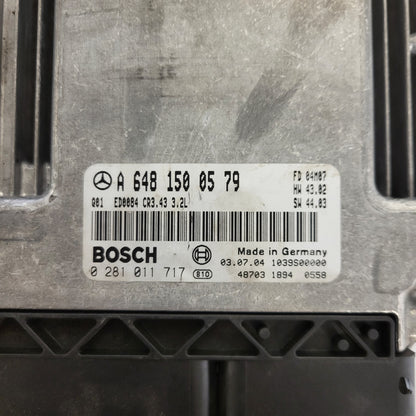 A 648 150 05 79
FD 04M07
Q01 ED0084 CR3.43 3.2L
HW 43.02
SW 44.03
BOSCH
Made in Germany
0 281 011 717 810
03.07.04 1039S00000
48703 1894 0558